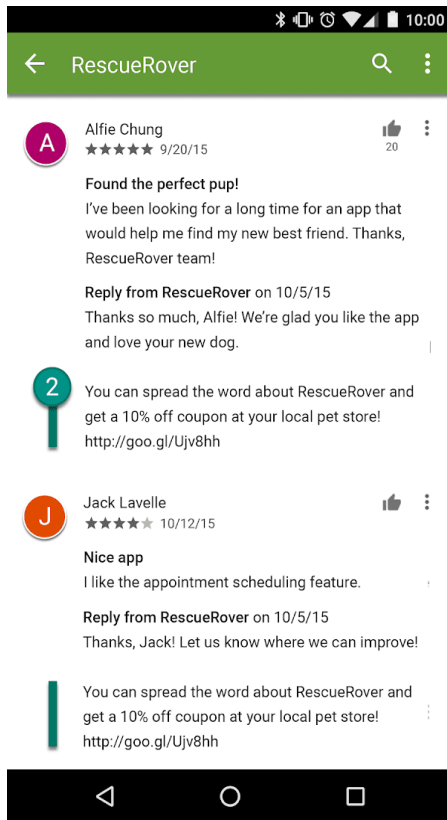 10:00
RescueRover
A
Alfie Chung
9/20/15
20
Found the perfect pup!
I've been looking for a long time for an app that
would help me find my new best friend. Thanks,
RescueRover team!
Reply from RescueRover on 10/5/15
Thanks so much, Alfie! We're glad you like the app
and love your new dog.
2
You can spread the word about RescueRover and
get a 10% off coupon at your local pet store!
http://goo.gl/Ujv8hh
J
Jack Lavelle
10/12/15
Nice app
I like the appointment scheduling feature.
Reply from RescueRover on 10/5/15
Thanks, Jack! Let us know where we can improve!
You can spread the word about RescueRover and
get a 10% off coupon at your local pet store!
http://goo.gl/Ujv8hh